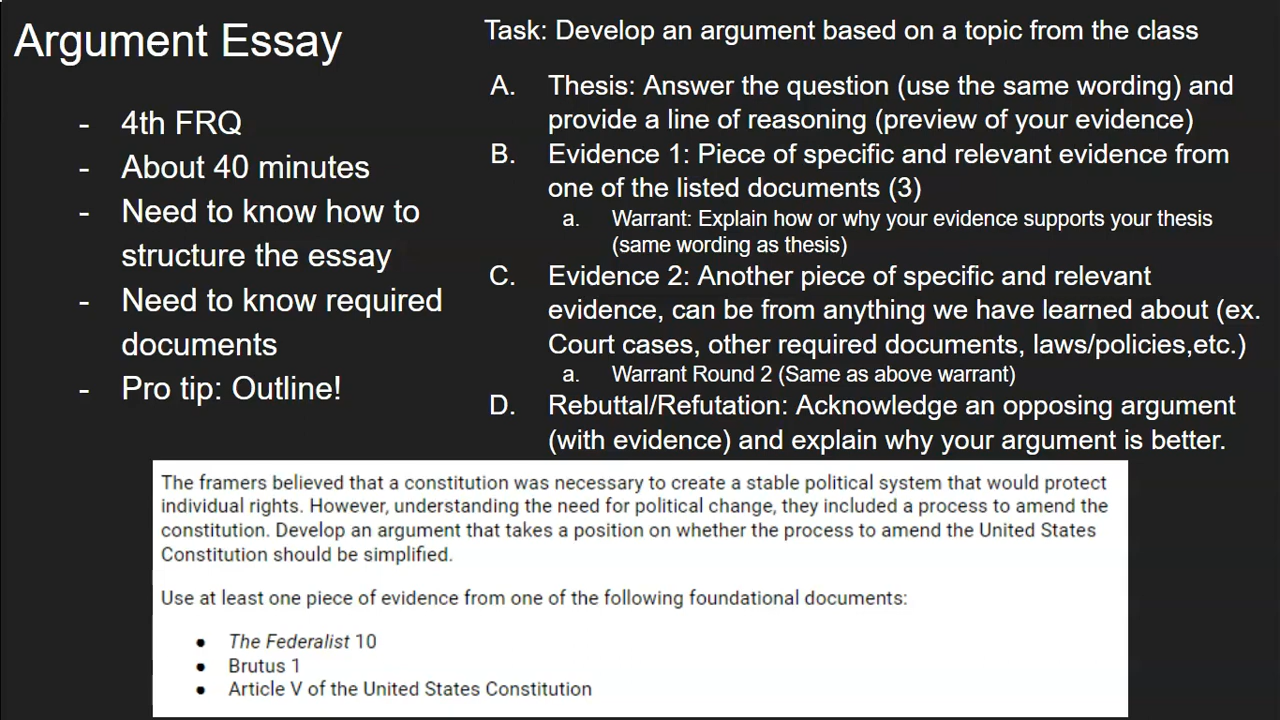 Argument Essay
- 4th FRQ
- About 40 minutes
- Need to know how to
structure the essay
- Need to know required
documents
- Pro tip: Outline!
Task: Develop an argument based on a topic from the class
A. Thesis: Answer the question (use the same wording) and
provide a line of reasoning (preview of your evidence)
B. Evidence 1: Piece of specific and relevant evidence from
one of the listed documents (3)
a. Warrant: Explain how or why your evidence supports your thesis
(same wording as thesis)
C. Evidence 2: Another piece of specific and relevant
evidence, can be from anything we have learned about (ex.
Court cases, other required documents, laws/policies,etc.)
a. Warrant Round 2 (Same as above warrant)
D. Rebuttal/Refutation: Acknowledge an opposing argument
(with evidence) and explain why your argument is better.
The framers believed that a constitution was necessary to create a stable political system that would protect
individual rights. However, understanding the need for political change, they included a process to amend the
constitution. Develop an argument that takes a position on whether the process to amend the United States
Constitution should be simplified.
Use at least one piece of evidence from one of the following foundational documents:
● The Federalist 10
● Brutus 1
● Article V of the United States Constitution